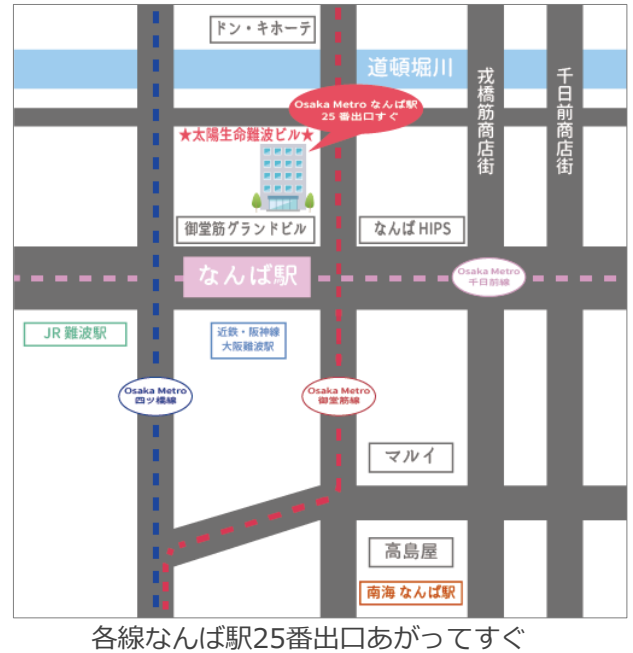 ドン・キホーテ
道頓堀川
戎橋筋商店街
千日前商店街
Osaka Metro なんば駅
25 番出口すぐ
★太陽生命難波ビル★
御堂筋グランドビル
なんば HIPS
なんば駅
Osaka Metro
千日前線
JR 難波駅
近鉄・阪神線
大阪難波駅
Osaka Metro
四ツ橋線
Osaka Metro
御堂筋線
マルイ
高島屋
南海 なんば駅
各線なんば駅25番出口あがってすぐ